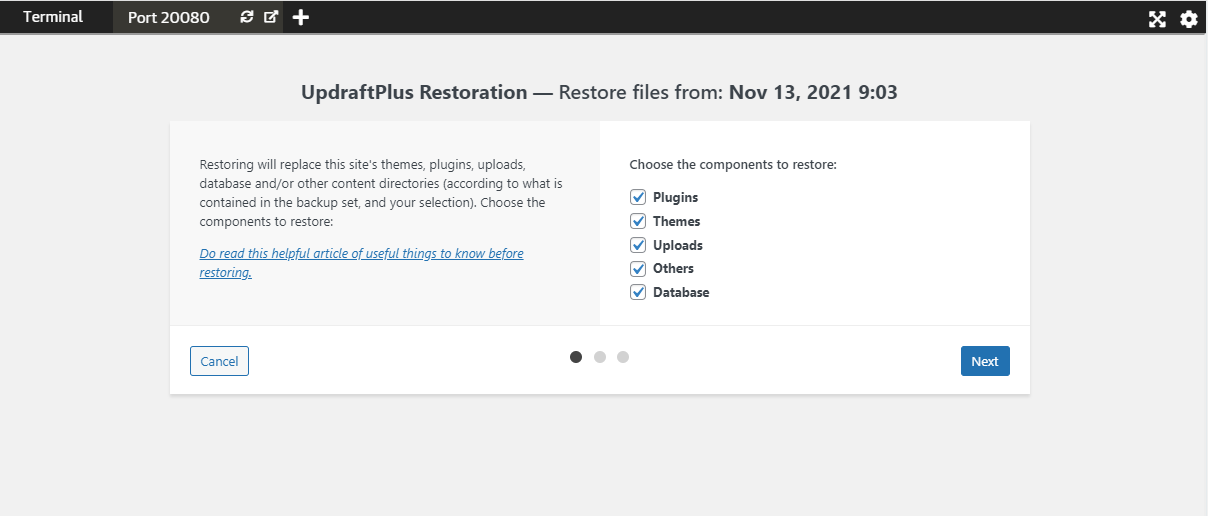 Terminal
Port 20080
UpdraftPlus Restoration — Restore files from: Nov 13, 2021 9:03
Restoring will replace this site's themes, plugins, uploads,
database and/or other content directories (according to what is
contained in the backup set, and your selection). Choose the
components to restore:
Do read this helpful article of useful things to know before
restoring.
Choose the components to restore:
Plugins
Themes
Uploads
Others
Database
Cancel
Next